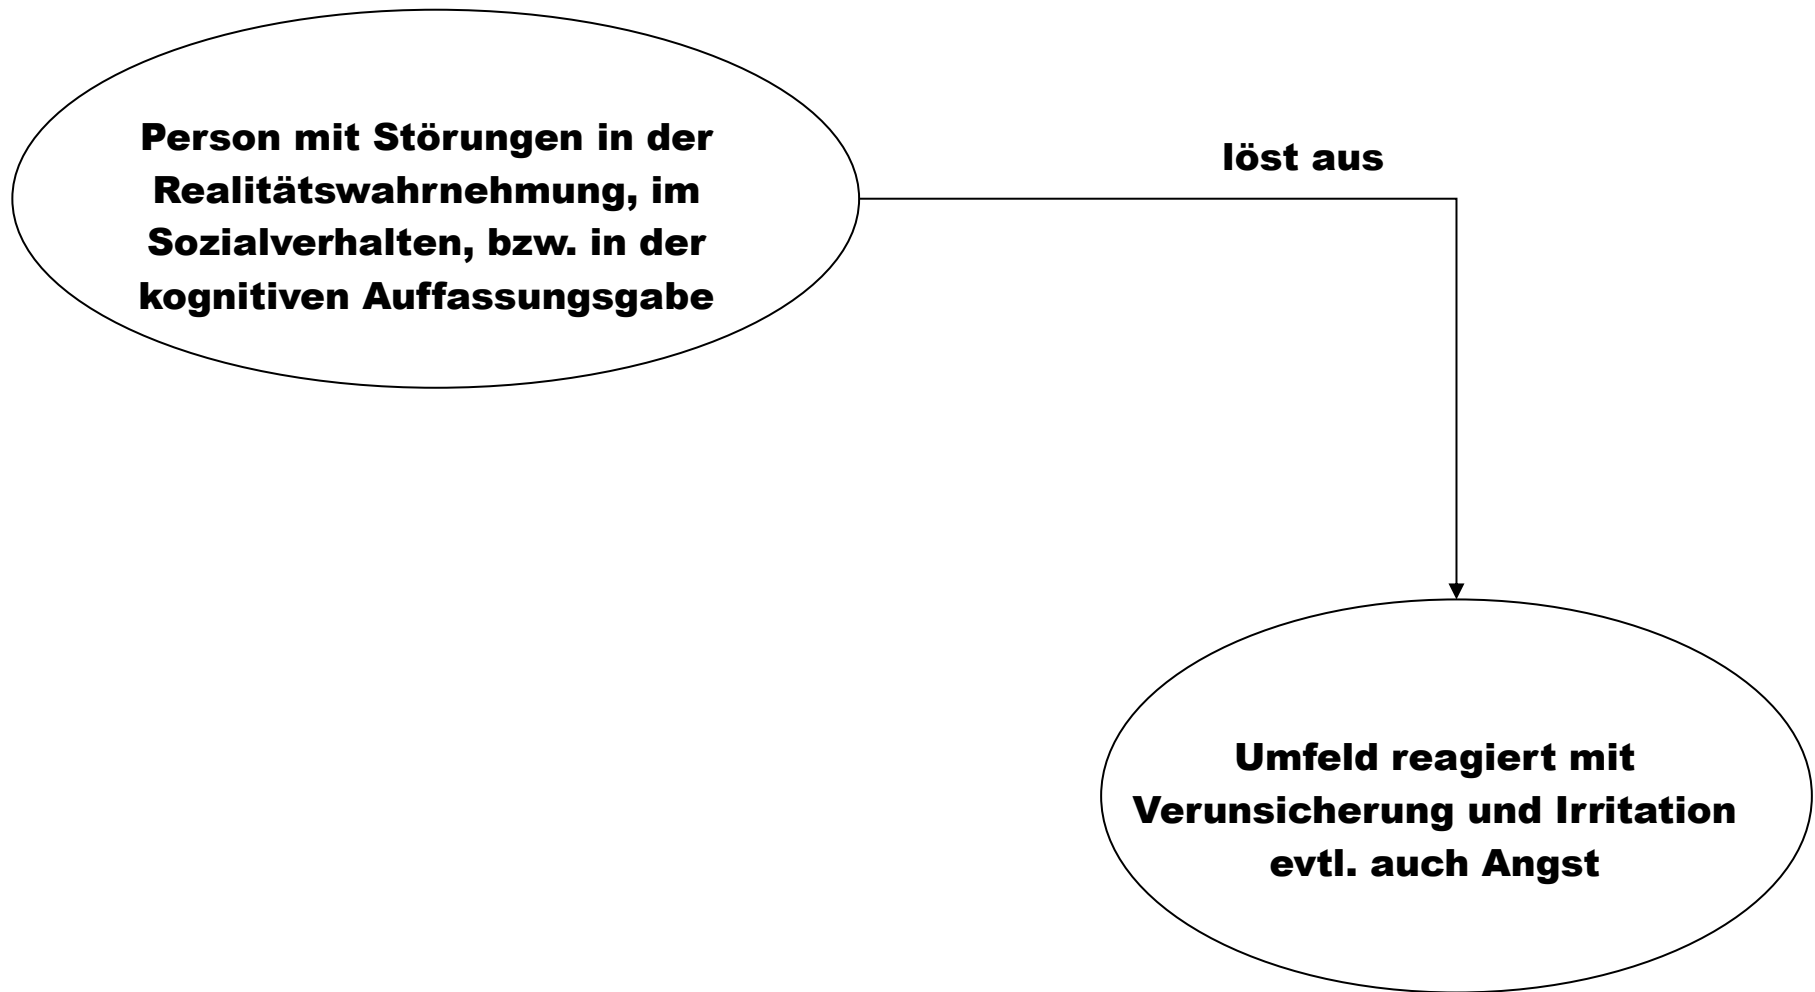 Person mit Störungen in der
Realitätswahrnehmung, im
Sozialverhalten, bzw. in der
kognitiven Auffassungsgabe
löst aus
Umfeld reagiert mit
Verunsicherung und Irritation
evtl. auch Angst